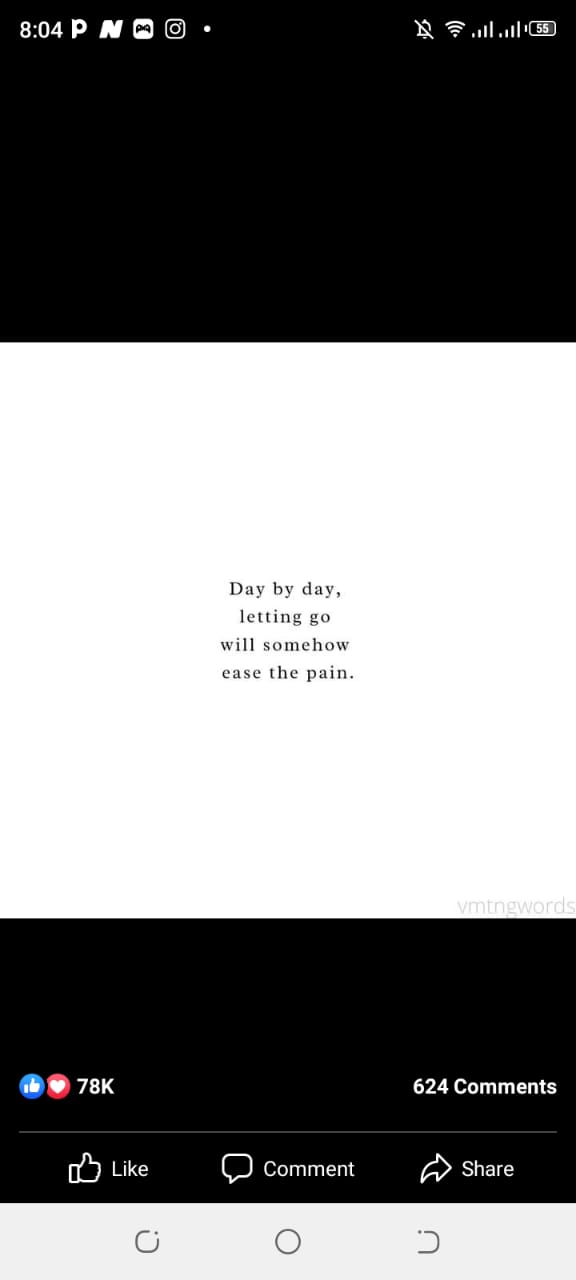 8:04
55
Day by day,
letting go
will somehow
ease the pain.
vmtngwords
78K
624 Comments
Like
Comment
Share